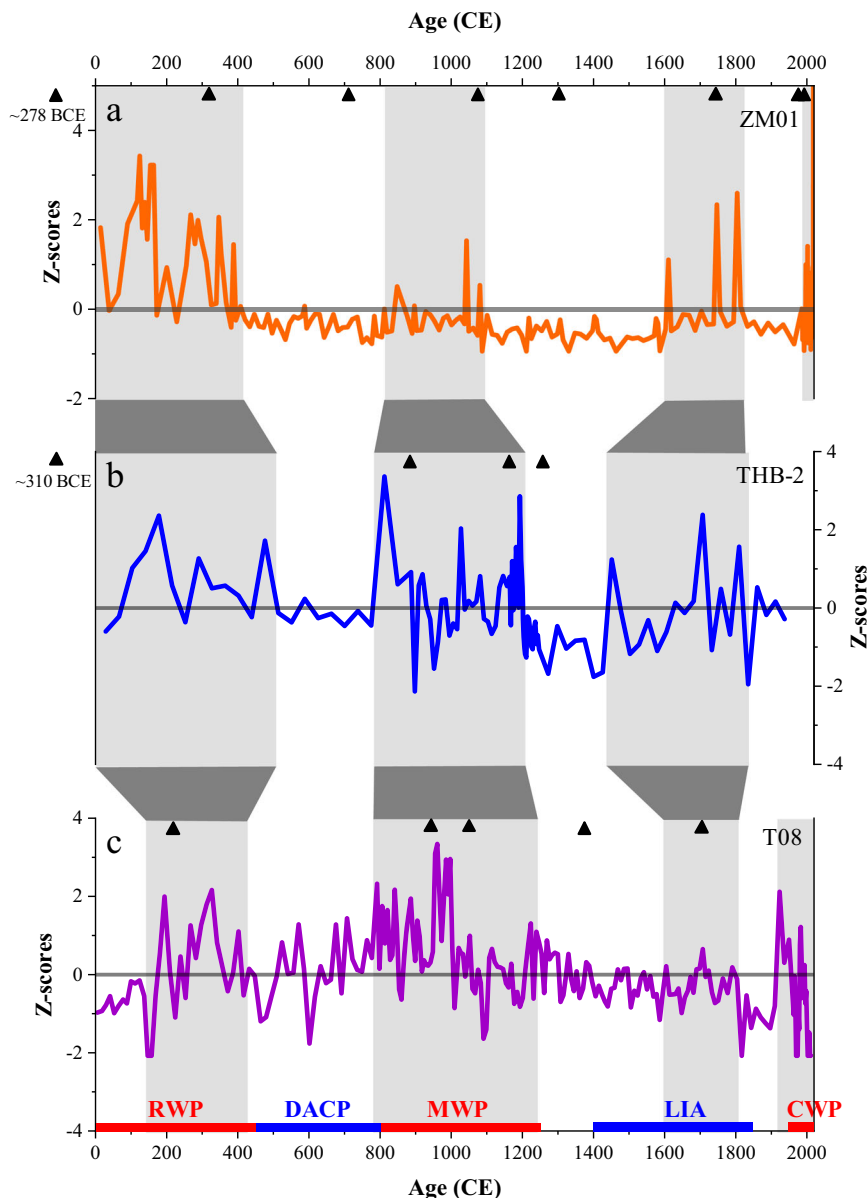 Age (CE)
0 200 400 600 800 1000 1200 1400 1600 1800 2000
~278 BCE
a
ZM01
4
2
0
-2
Z-scores
~310 BCE
b
THB-2
4
3
2
0
-2
-4
Z-scores
c
T08
4
2
0
-2
-4
Z-scores
RWP DACP MWP LIA CWP
0 200 400 600 800 1000 1200 1400 1600 1800 2000
Age (CE)